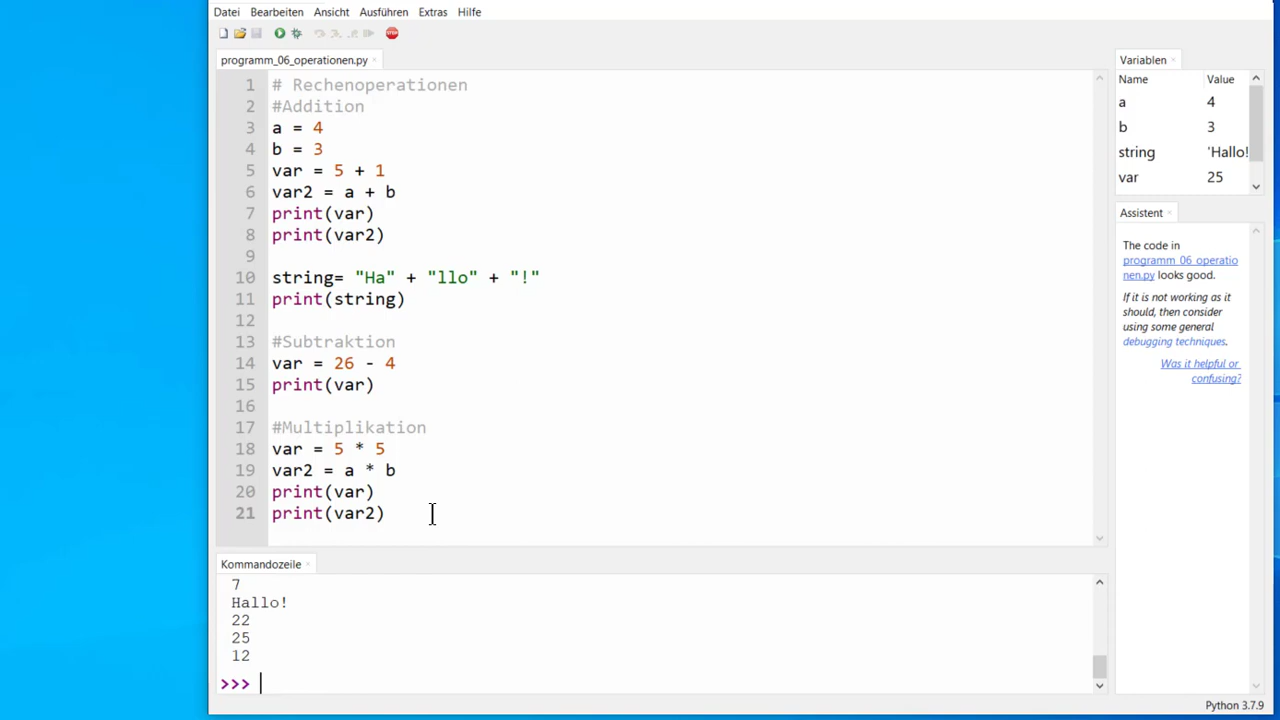 Datei Bearbeiten Ansicht Ausführen Extras Hilfe
programm_06_operationen.py ×
1 # Rechenoperationen
2 #Addition
3 a = 4
4 b = 3
5 var = 5 + 1
6 var2 = a + b
7 print(var)
8 print(var2)
9
10 string= "Ha" + "llo" + "!"
11 print(string)
12
13 #Subtraktion
14 var = 26 - 4
15 print(var)
16
17 #Multiplikation
18 var = 5 * 5
19 var2 = a * b
20 print(var)
21 print(var2)
Kommandozeile ×
7
Hallo!
22
25
12
>>>
Variablen ×
Name Value
a 4
b 3
string 'Hallo!
var 25
Assistent ×
The code in
programm_06_operatio
nen.py looks good.
If it is not working as it
should, then consider
using some general
debugging techniques.
Was it helpful or
confusing?
Python 3.7.9